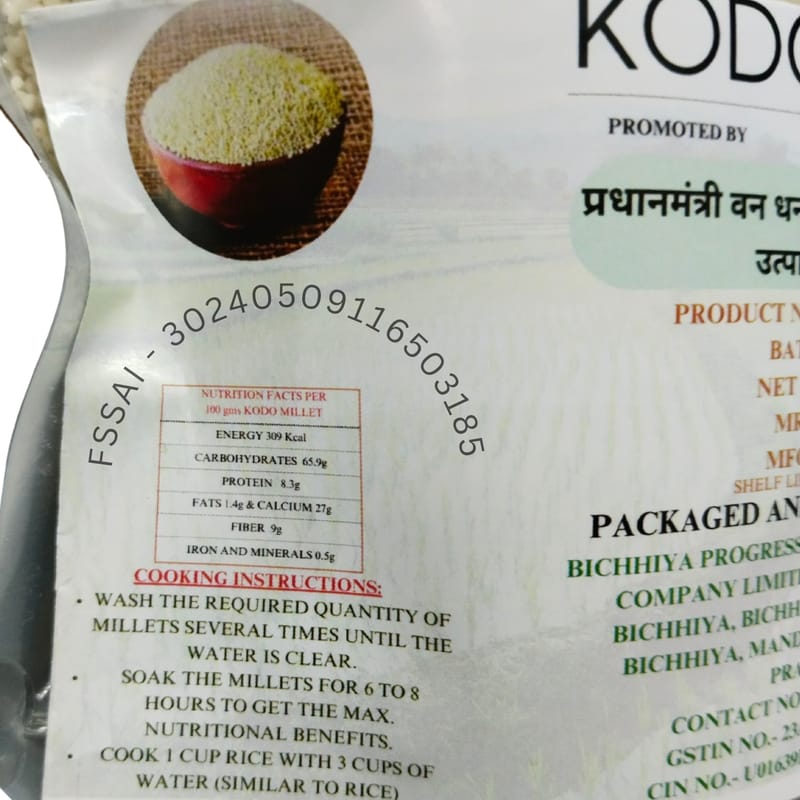 KODO
PROMOTED BY
प्रधानमंत्री वन धन
उत्पा
FSSAI - 30240509116503185
NUTRITION FACTS PER
100 gms KODO MILLET
ENERGY 309 Kcal
CARBOHYDRATES 65.9g
PROTEIN 8.3g
FATS 1.4g & CALCIUM 27g
FIBER 9g
IRON AND MINERALS 0.5g
COOKING INSTRUCTIONS:
• WASH THE REQUIRED QUANTITY OF
MILLETS SEVERAL TIMES UNTIL THE
WATER IS CLEAR.
• SOAK THE MILLETS FOR 6 TO 8
HOURS TO GET THE MAX.
NUTRITIONAL BENEFITS.
• COOK 1 CUP RICE WITH 3 CUPS OF
WATER (SIMILAR TO RICE)
PRODUCT N
BAT
NET
MR
MFG
SHELF LI
PACKAGED AN
BICHHIYA PROGRESS
COMPANY LIMITE
BICHHIYA, BICHH
BICHHIYA, MAND
PRA
CONTACT NO
GSTIN NO.- 23
CIN NO.- U01639